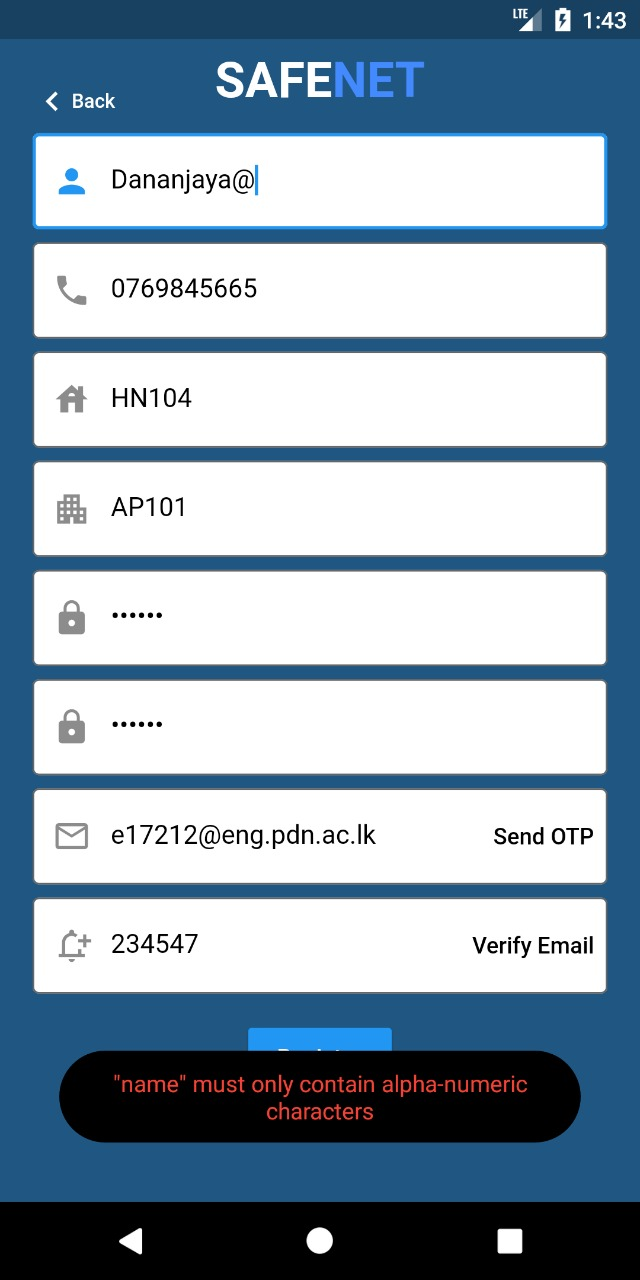 LTE 1:43
SAFENET
Back
Dananjaya@
0769845665
HN104
AP101
••••••
••••••
e17212@eng.pdn.ac.lk Send OTP
234547 Verify Email
"name" must only contain alpha-numeric
characters